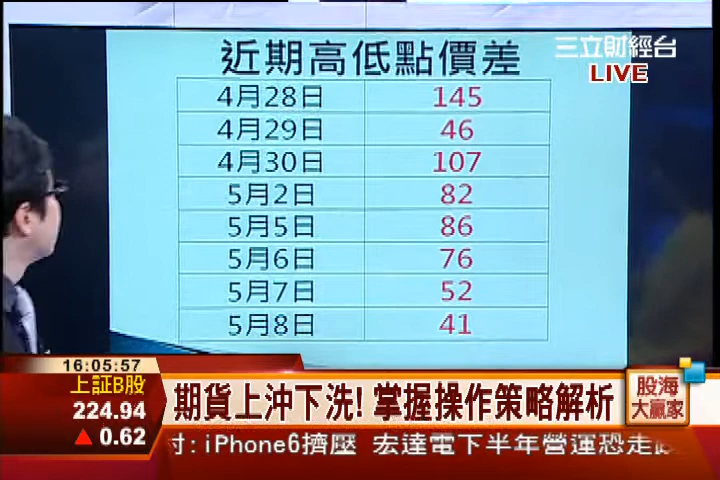 近期高低點價差
三立財經台
LIVE
4月28日 145
4月29日 46
4月30日 107
5月2日 82
5月5日 86
5月6日 76
5月7日 52
5月8日 41
16:05:57
上証B股
224.94
▲0.62
期貨上沖下洗!掌握操作策略解析
股海
大贏家
iPhone6擠壓 宏達電下半年營運恐走